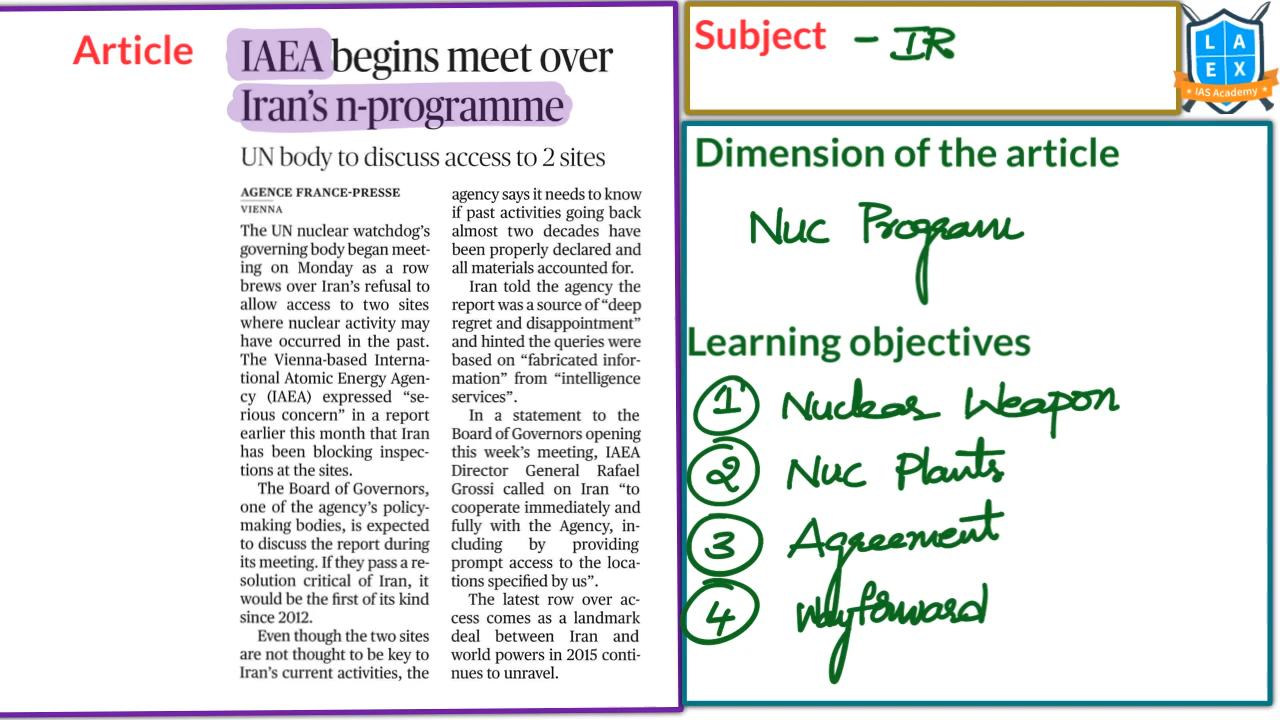 Article
IAEA begins meet over
Iran's n-programme
UN body to discuss access to 2 sites
AGENCE FRANCE-PRESSE
VIENNA
The UN nuclear watchdog's
governing body began meet-
ing on Monday as a row
brews over Iran's refusal to
allow access to two sites
where nuclear activity may
have occurred in the past.
The Vienna-based Interna-
tional Atomic Energy Agen-
cy (IAEA) expressed “se-
rious concern” in a report
earlier this month that Iran
has been blocking inspec-
tions at the sites.
The Board of Governors,
one of the agency's policy-
making bodies, is expected
to discuss the report during
its meeting. If they pass a re-
solution critical of Iran, it
would be the first of its kind
since 2012.
Even though the two sites
are not thought to be key to
Iran's current activities, the
agency says it needs to know
if past activities going back
almost two decades have
been properly declared and
all materials accounted for.
Iran told the agency the
report was a source of “deep
regret and disappointment”
and hinted the queries were
based on “fabricated infor-
mation” from “intelligence
services”.
In a statement to the
Board of Governors opening
this week's meeting, IAEA
Director General Rafael
Grossi called on Iran “to
cooperate immediately and
fully with the Agency, in-
cluding by providing
prompt access to the loca-
tions specified by us”.
The latest row over ac-
cess comes as a landmark
deal between Iran and
world powers in 2015 conti-
nues to unravel.
Subject - IR
LA
EX
IAS Academy
Dimension of the article
Nuc Program
Learning objectives
1 Nuclear Weapon
2 Nuc Plants
3 Agreement
4 Wayforward